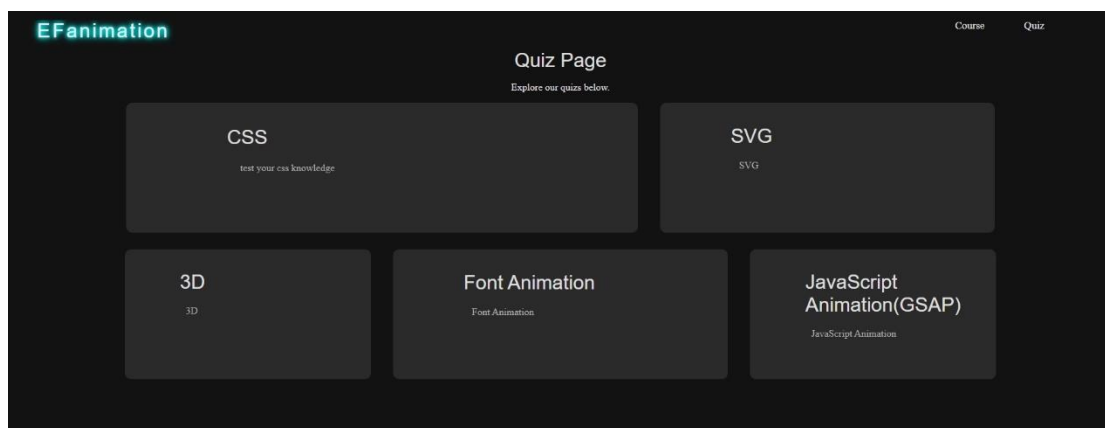 EFanimation
Course
Quiz
Quiz Page
Explore our quizs below.
CSS
test your css knowledge
SVG
SVG
3D
3D
Font Animation
Font Animation
JavaScript
Animation(GSAP)
JavaScript Animation